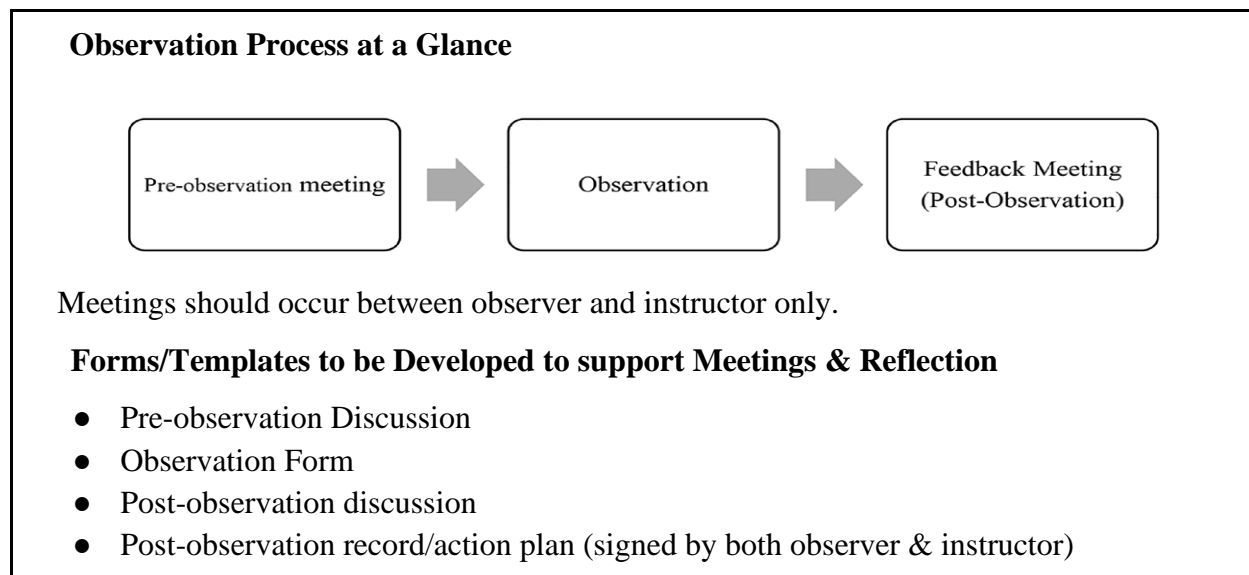 Observation Process at a Glance
Pre-observation meeting
Observation
Feedback Meeting
(Post-Observation)
Meetings should occur between observer and instructor only.
Forms/Templates to be Developed to support Meetings & Reflection
● Pre-observation Discussion
● Observation Form
● Post-observation discussion
● Post-observation record/action plan (signed by both observer & instructor)